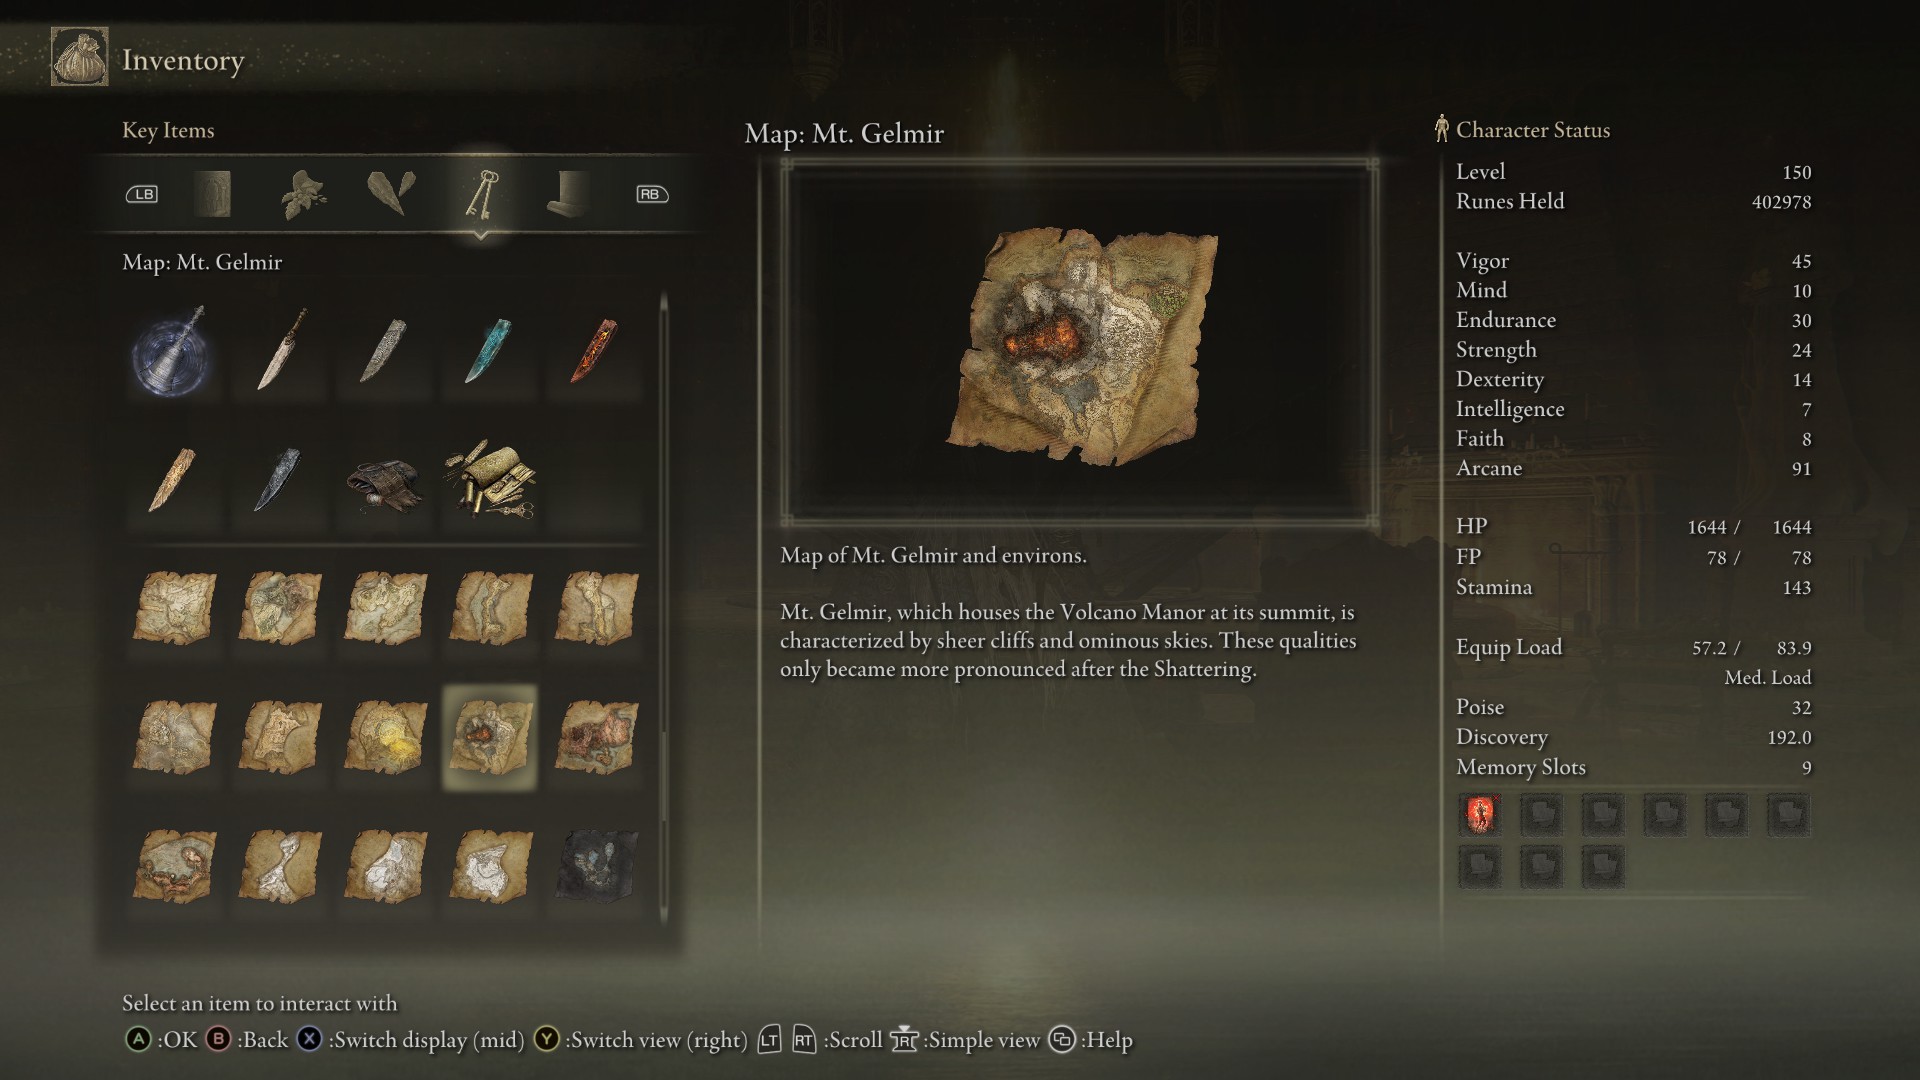 Inventory
Key Items
LB
RB
Map: Mt. Gelmir
Map: Mt. Gelmir
Map of Mt. Gelmir and environs.
Mt. Gelmir, which houses the Volcano Manor at its summit, is
characterized by sheer cliffs and ominous skies. These qualities
only became more pronounced after the Shattering.
Character Status
Level 150
Runes Held 402978
Vigor 45
Mind 10
Endurance 30
Strength 24
Dexterity 14
Intelligence 7
Faith 8
Arcane 91
HP 1644 / 1644
FP 78 / 78
Stamina 143
Equip Load 57.2 / 83.9
Med. Load
Poise 32
Discovery 192.0
Memory Slots 9
Select an item to interact with
A :OK B :Back X :Switch display (mid) Y :Switch view (right) LT RT :Scroll R :Simple view :Help